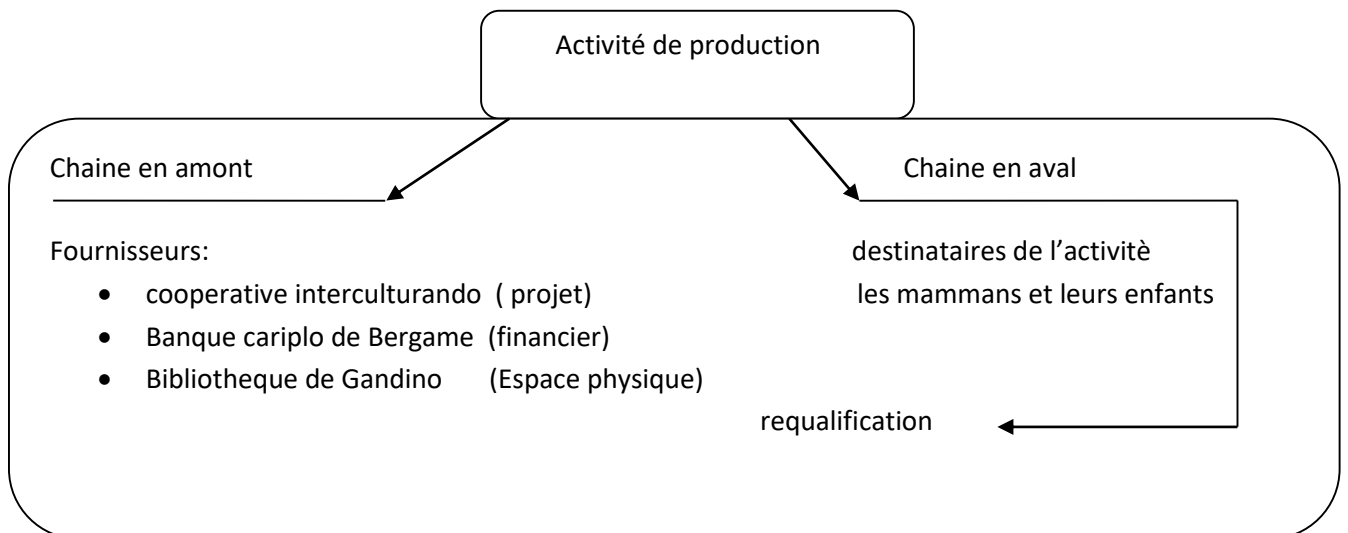 Activité de production
Chaine en amont
Chaine en aval
Fournisseurs:
destinataires de l’activitè
• cooperative interculturando ( projet)
les mammans et leurs enfants
• Banque cariplo de Bergame (financier)
• Bibliotheque de Gandino (Espace physique)
requalification